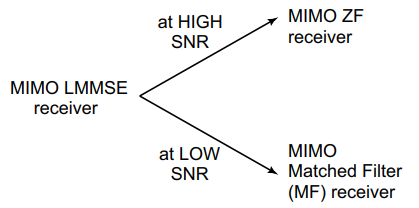 MIMO LMMSE
receiver
at HIGH
SNR
MIMO ZF
receiver
at LOW
SNR
MIMO
Matched Filter
(MF) receiver